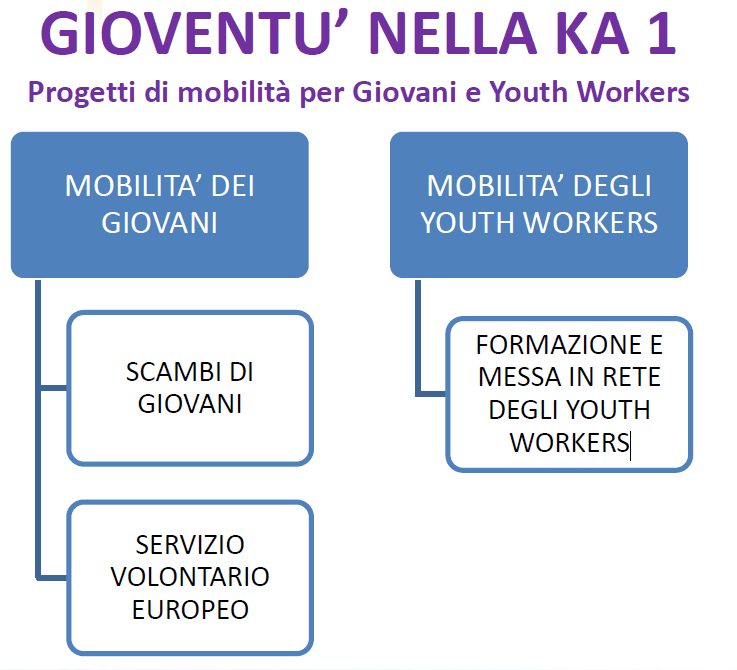 GIOVENTU’ NELLA KA 1
Progetti di mobilità per Giovani e Youth Workers
MOBILITA’ DEI
GIOVANI
SCAMBI DI
GIOVANI
SERVIZIO
VOLONTARIO
EUROPEO
MOBILITA’ DEGLI
YOUTH WORKERS
FORMAZIONE E
MESSA IN RETE
DEGLI YOUTH
WORKERS